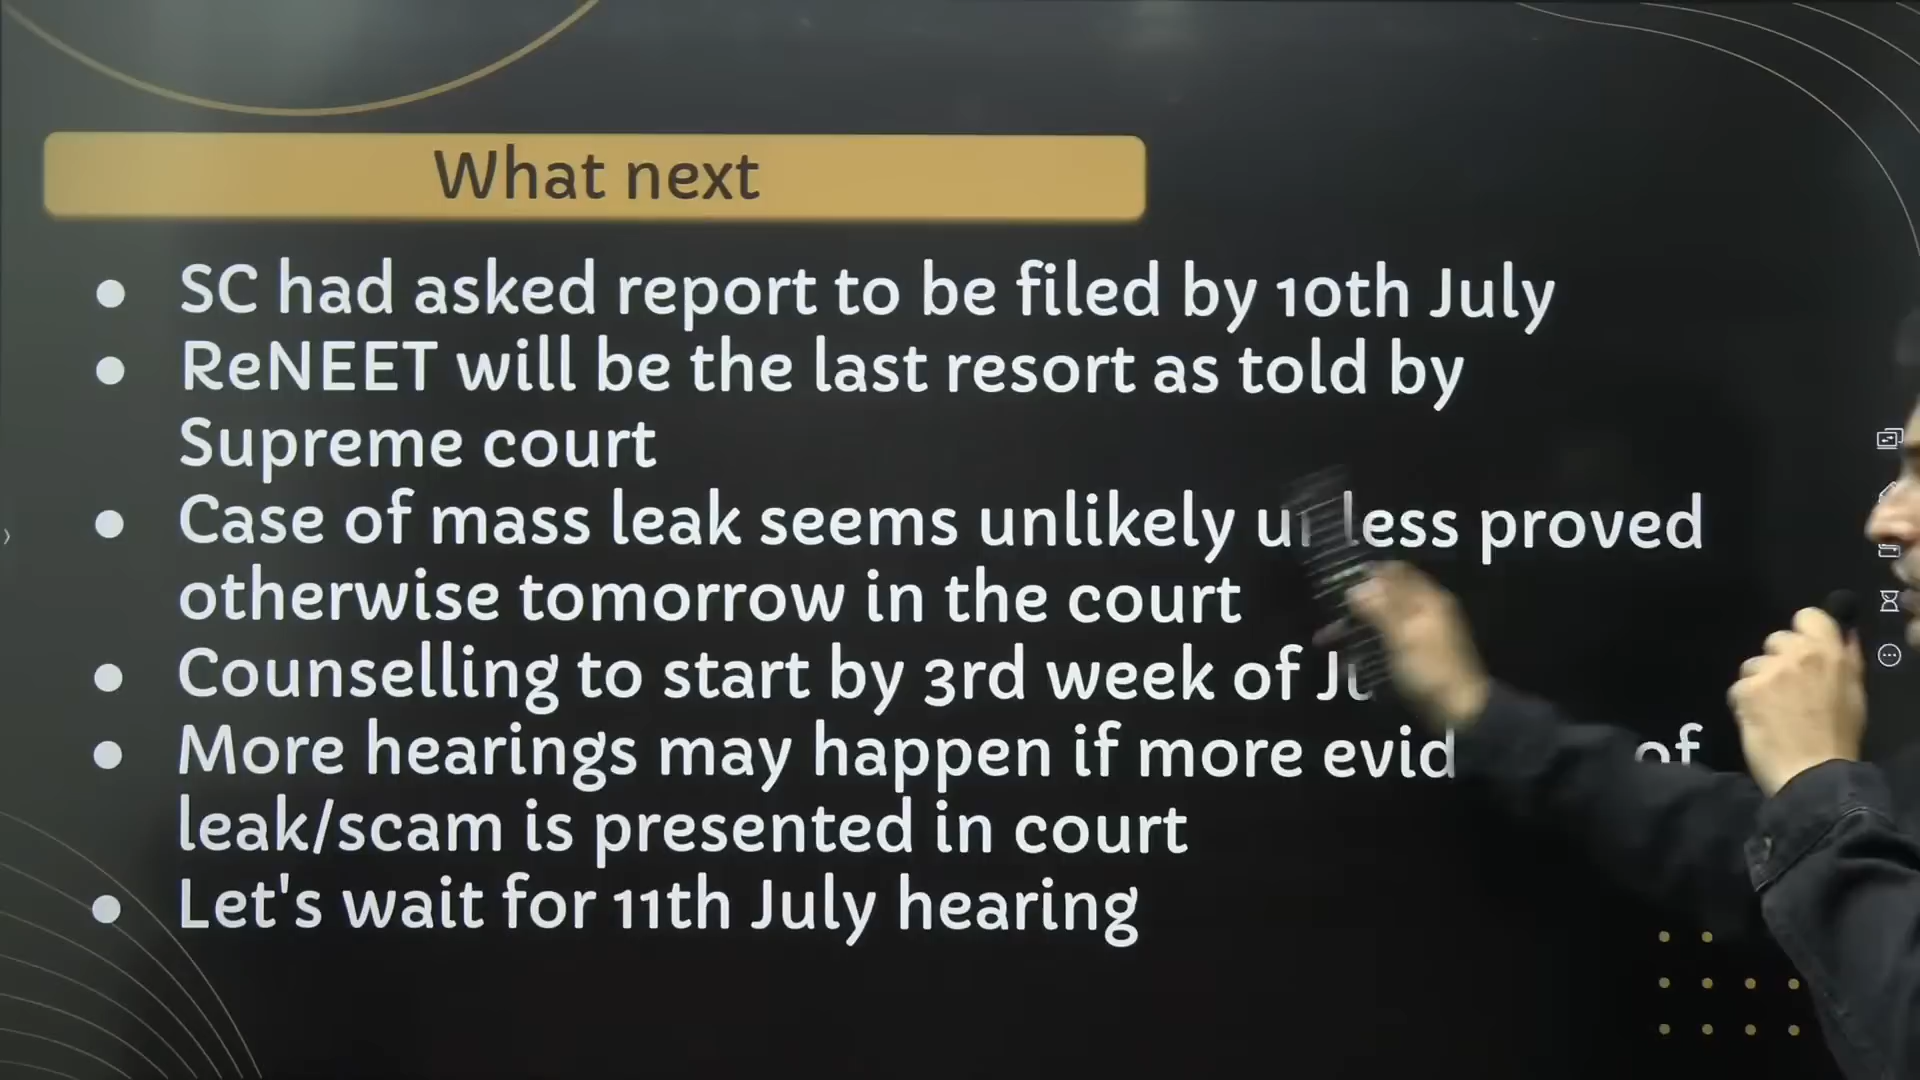 What next
SC had asked report to be filed by 10th July
ReNEET will be the last resort as told by
Supreme court
Case of mass leak seems unlikely unless proved
otherwise tomorrow in the court
Counselling to start by 3rd week of
More hearings may happen if more of
leak/scam is presented in court
Let's wait for 11th July hearing